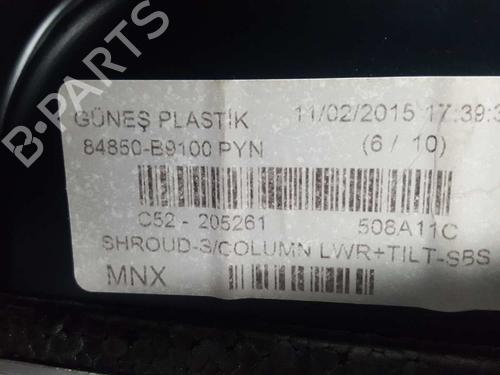 B-PARTS
GÜNEŞ PLASTİK 11/02/2015 17:39:3
84850-B9100 PYN (6 / 10)
C52 - 205261 508A11C
SHROUD-S/COLUMN LWR+TILT-SBS
MNX